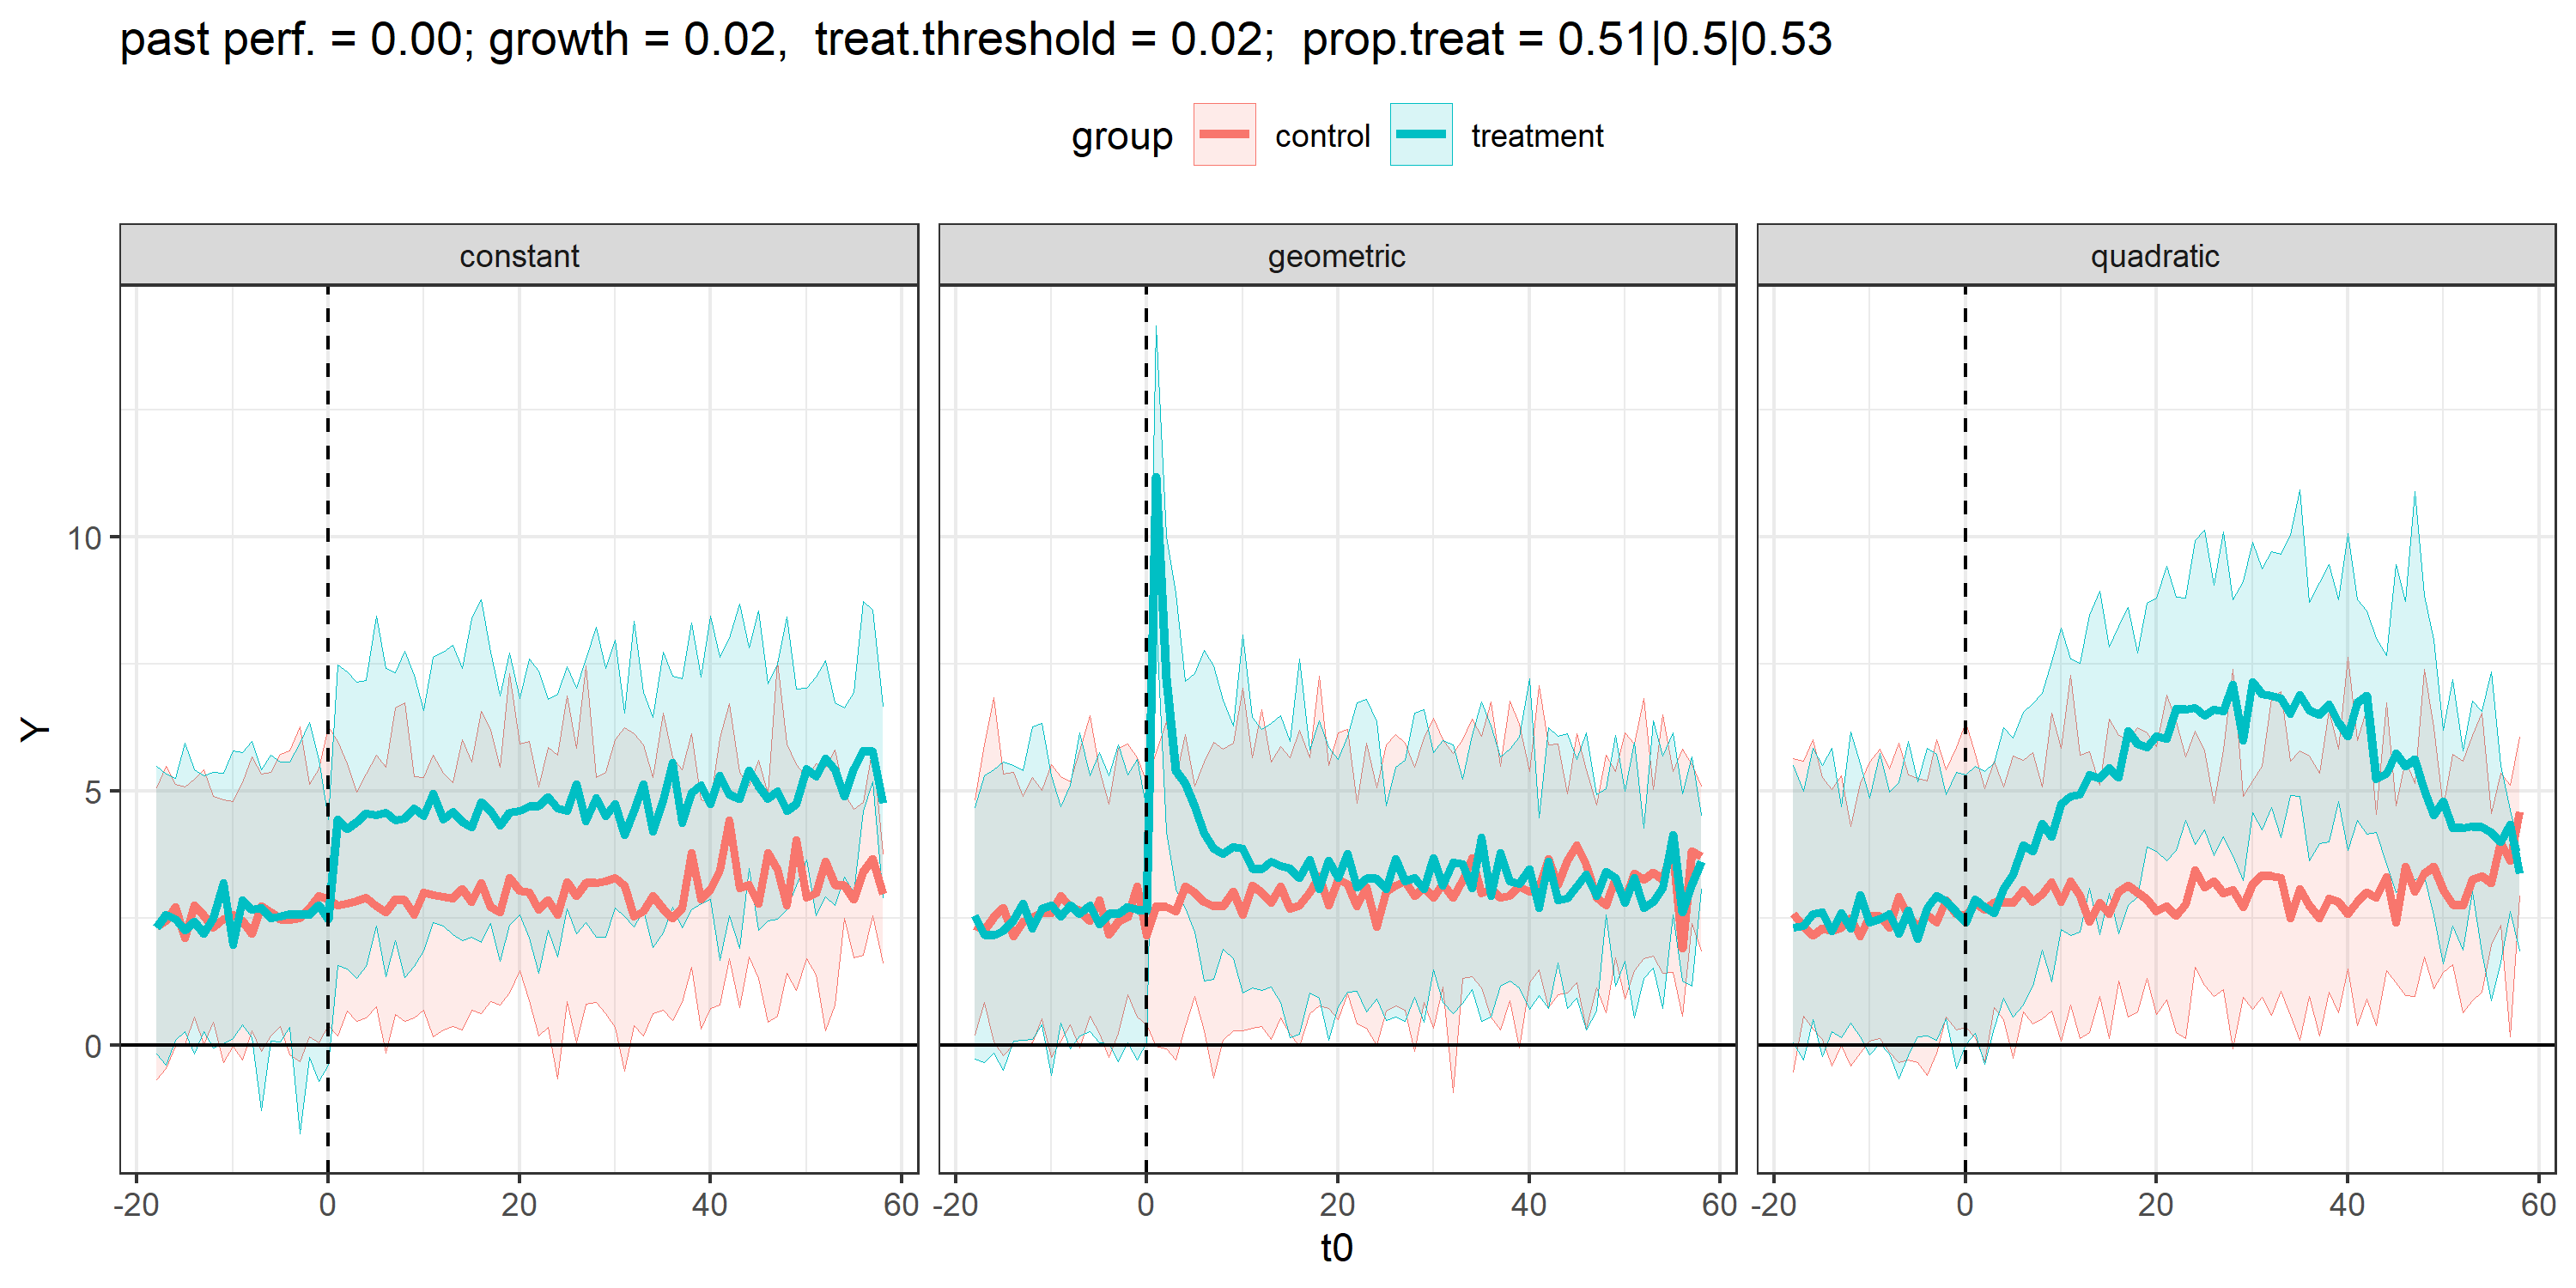 past perf. = 0.00; growth = 0.02,  treat.threshold = 0.02;  prop.treat = 0.51|0.5|0.53
group control treatment
constant geometric quadratic
10
5
0
Y
-20 0 20 40 60 -20 0 20 40 60 -20 0 20 40 60
t0